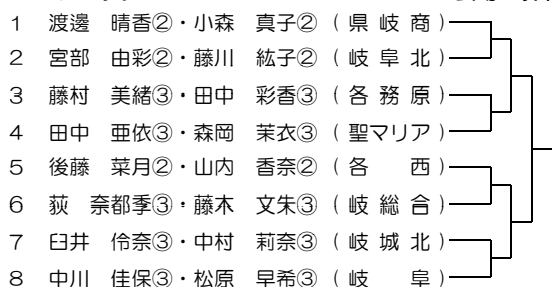 1 渡邊 晴香②・小森 真子②（県岐商）
2 宮部 由彩②・藤川 紘子②（岐阜北）
3 藤村 美緒③・田中 彩香③（各務原）
4 田中 亜依③・森岡 茉衣③（聖マリア）
5 後藤 菜月②・山内 香奈②（各 西）
6 荻 奈都季③・藤木 文朱③（岐総合）
7 臼井 伶奈③・中村 莉奈③（岐城北）
8 中川 佳保③・松原 早希③（岐 阜）